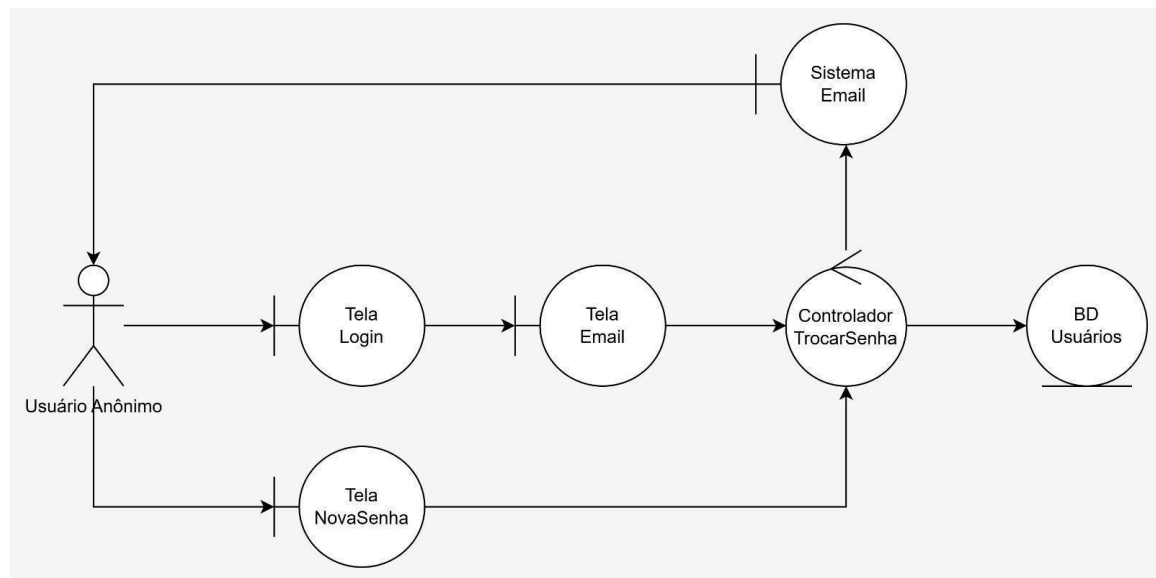 Sistema
Email
Tela
Login
Tela
Email
Controlador
TrocarSenha
BD
Usuários
Usuário Anônimo
Tela
NovaSenha